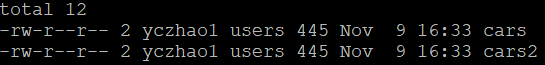 total 12
-rw-r--r-- 2 yczhao1 users 445 Nov  9 16:33 cars
-rw-r--r-- 2 yczhao1 users 445 Nov  9 16:33 cars2